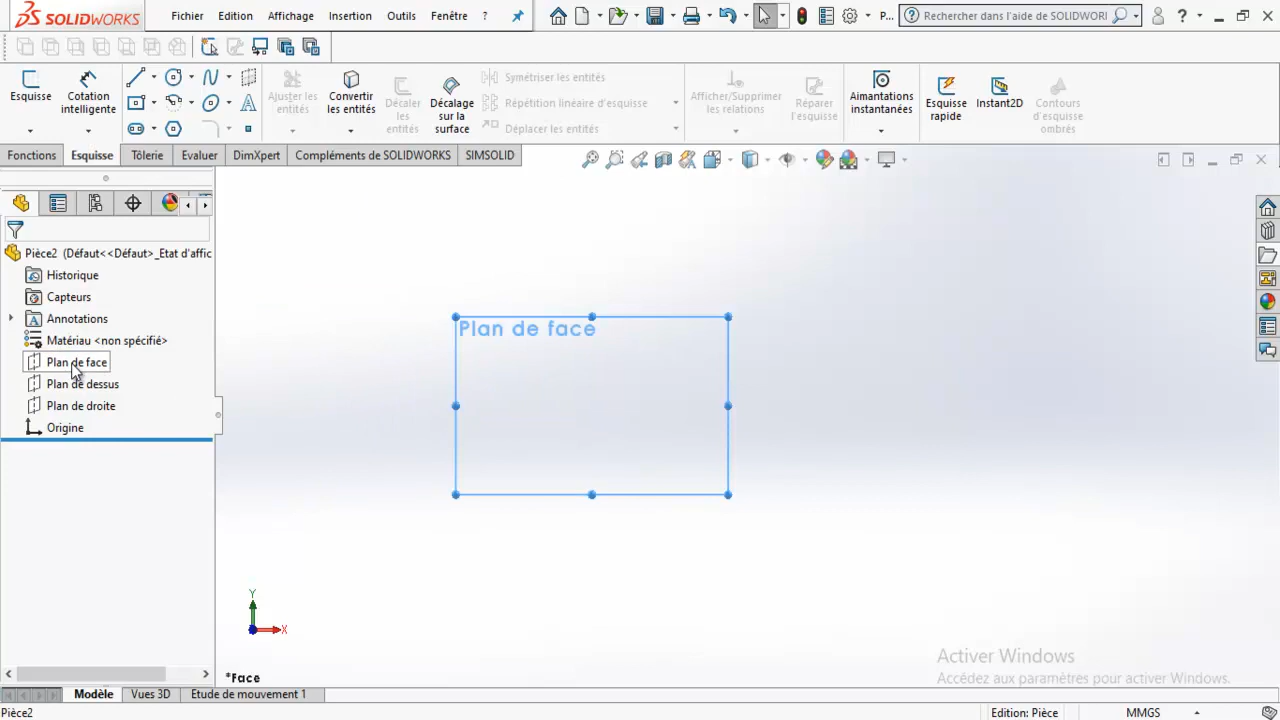 SOLIDWORKS
Fichier Edition Affichage Insertion Outils Fenêtre ?
P...
Rechercher dans l'aide de SOLIDWORI
?
Esquisse
Cotation intelligente
Ajuster les entités
Convertir les entités
Décaler les entités
Décalage sur la surface
Symétriser les entités
Répétition linéaire d'esquisse
Déplacer les entités
Afficher/Supprimer les relations
Réparer l'esquisse
Aimantations instantanées
Esquisse rapide
Instant2D
Contours d'esquisse ombrés
Fonctions Esquisse Tôlerie Evaluer DimXpert Compléments de SOLIDWORKS SIMSOLID
Pièce2 (Défaut<<Défaut>_Etat d'affic
Historique
Capteurs
Annotations
Matériau <non spécifié>
Plan de face
Plan de dessus
Plan de droite
Origine
Plan de face
Y
X
*Face
Activer Windows
Accédez aux paramètres pour activer Windows.
Modèle Vues 3D Etude de mouvement 1
Pièce2 Edition: Pièce MMGS